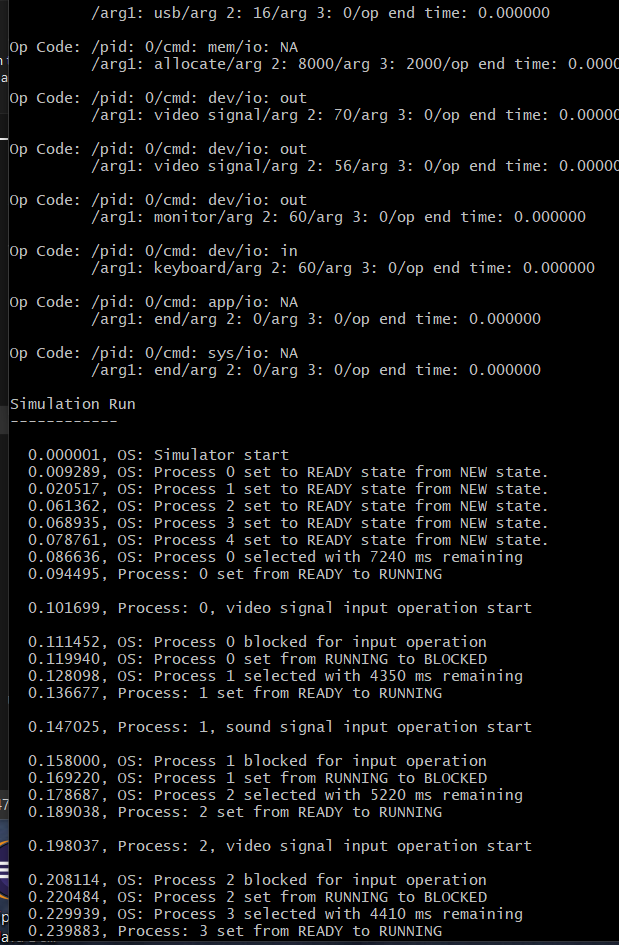 /arg1: usb/arg 2: 16/arg 3: 0/op end time: 0.000000
Op Code: /pid: 0/cmd: mem/io: NA
/arg1: allocate/arg 2: 8000/arg 3: 2000/op end time: 0.0000
Op Code: /pid: 0/cmd: dev/io: out
/arg1: video signal/arg 2: 70/arg 3: 0/op end time: 0.00000
Op Code: /pid: 0/cmd: dev/io: out
/arg1: video signal/arg 2: 56/arg 3: 0/op end time: 0.00000
Op Code: /pid: 0/cmd: dev/io: out
/arg1: monitor/arg 2: 60/arg 3: 0/op end time: 0.000000
Op Code: /pid: 0/cmd: dev/io: in
/arg1: keyboard/arg 2: 60/arg 3: 0/op end time: 0.000000
Op Code: /pid: 0/cmd: app/io: NA
/arg1: end/arg 2: 0/arg 3: 0/op end time: 0.000000
Op Code: /pid: 0/cmd: sys/io: NA
/arg1: end/arg 2: 0/arg 3: 0/op end time: 0.000000
Simulation Run
------------
0.000001, OS: Simulator start
0.009289, OS: Process 0 set to READY state from NEW state.
0.020517, OS: Process 1 set to READY state from NEW state.
0.061362, OS: Process 2 set to READY state from NEW state.
0.068935, OS: Process 3 set to READY state from NEW state.
0.078761, OS: Process 4 set to READY state from NEW state.
0.086636, OS: Process 0 selected with 7240 ms remaining
0.094495, Process: 0 set from READY to RUNNING
0.101699, Process: 0, video signal input operation start
0.111452, OS: Process 0 blocked for input operation
0.119940, OS: Process 0 set from RUNNING to BLOCKED
0.128098, OS: Process 1 selected with 4350 ms remaining
0.136677, Process: 1 set from READY to RUNNING
0.147025, Process: 1, sound signal input operation start
0.158000, OS: Process 1 blocked for input operation
0.169220, OS: Process 1 set from RUNNING to BLOCKED
0.178687, OS: Process 2 selected with 5220 ms remaining
0.189038, Process: 2 set from READY to RUNNING
0.198037, Process: 2, video signal input operation start
0.208114, OS: Process 2 blocked for input operation
0.220484, OS: Process 2 set from RUNNING to BLOCKED
0.229939, OS: Process 3 selected with 4410 ms remaining
0.239883, Process: 3 set from READY to RUNNING